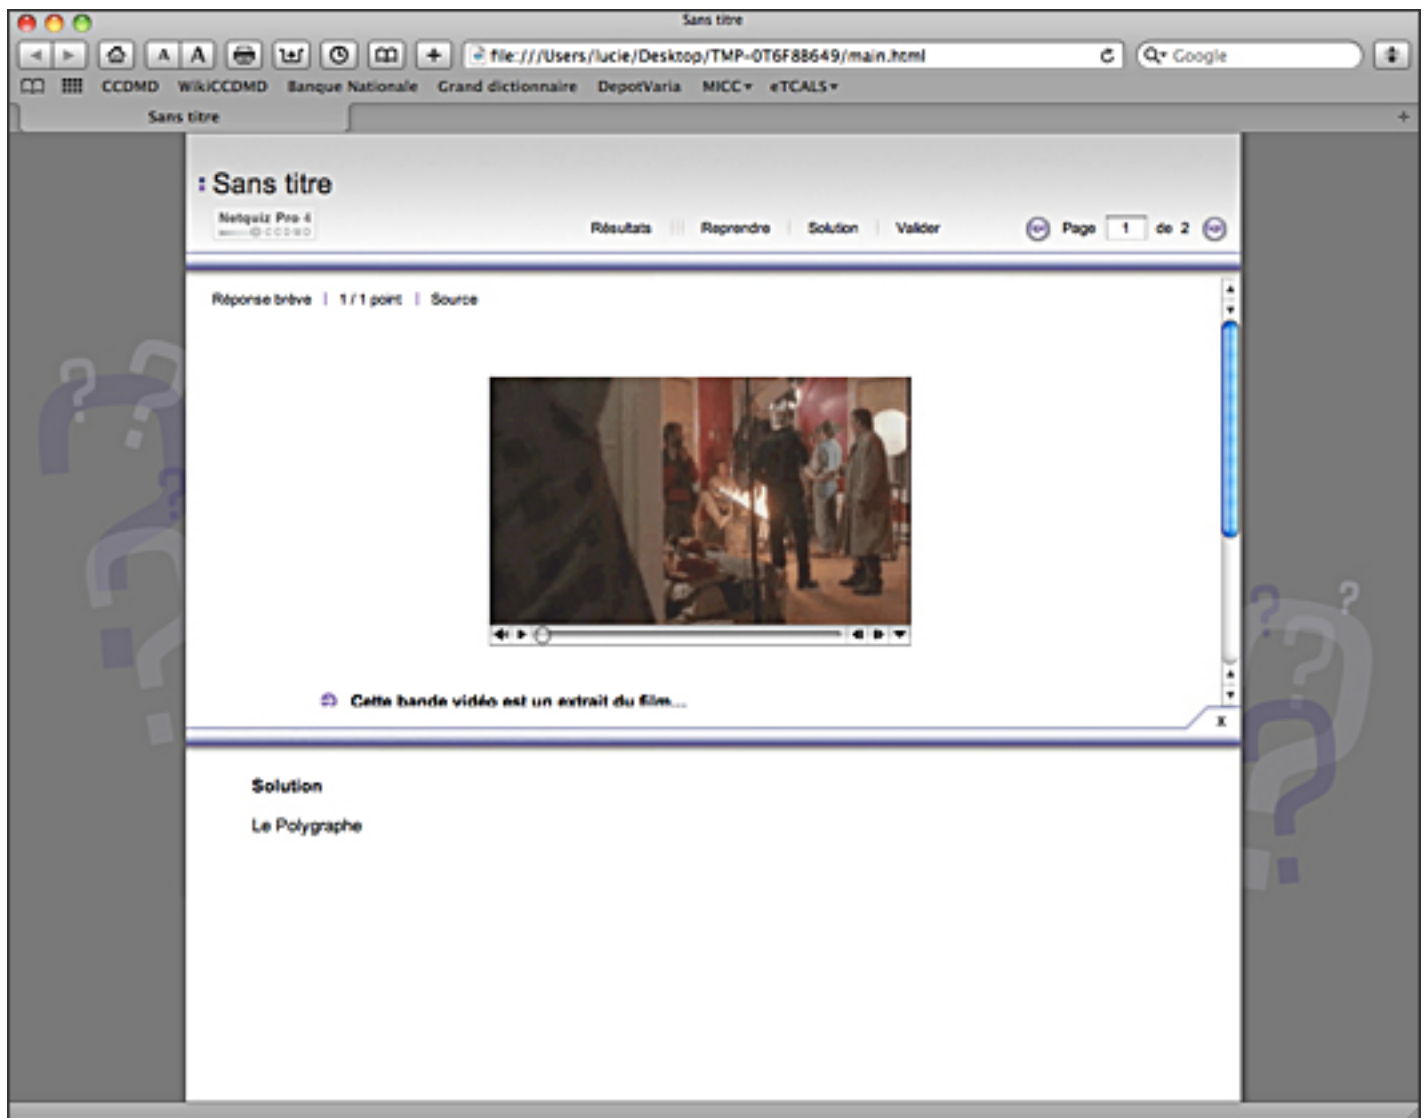 Sans titre
file:///Users/lucie/Desktop/TMP-0T6F88649/main.html
Google
CCDMD WikiCCDMD Banque Nationale Grand dictionnaire DepotVaria MICC eTCALS
Sans titre
Sans titre
Netquiz Pro 4
CCDMD
Résultats Reprendre Solution Valider Page 1 de 2
Réponse brève | 1 / 1 point | Source
Cette bande vidéo est un extrait du film...
X
Solution
Le Polygraphe